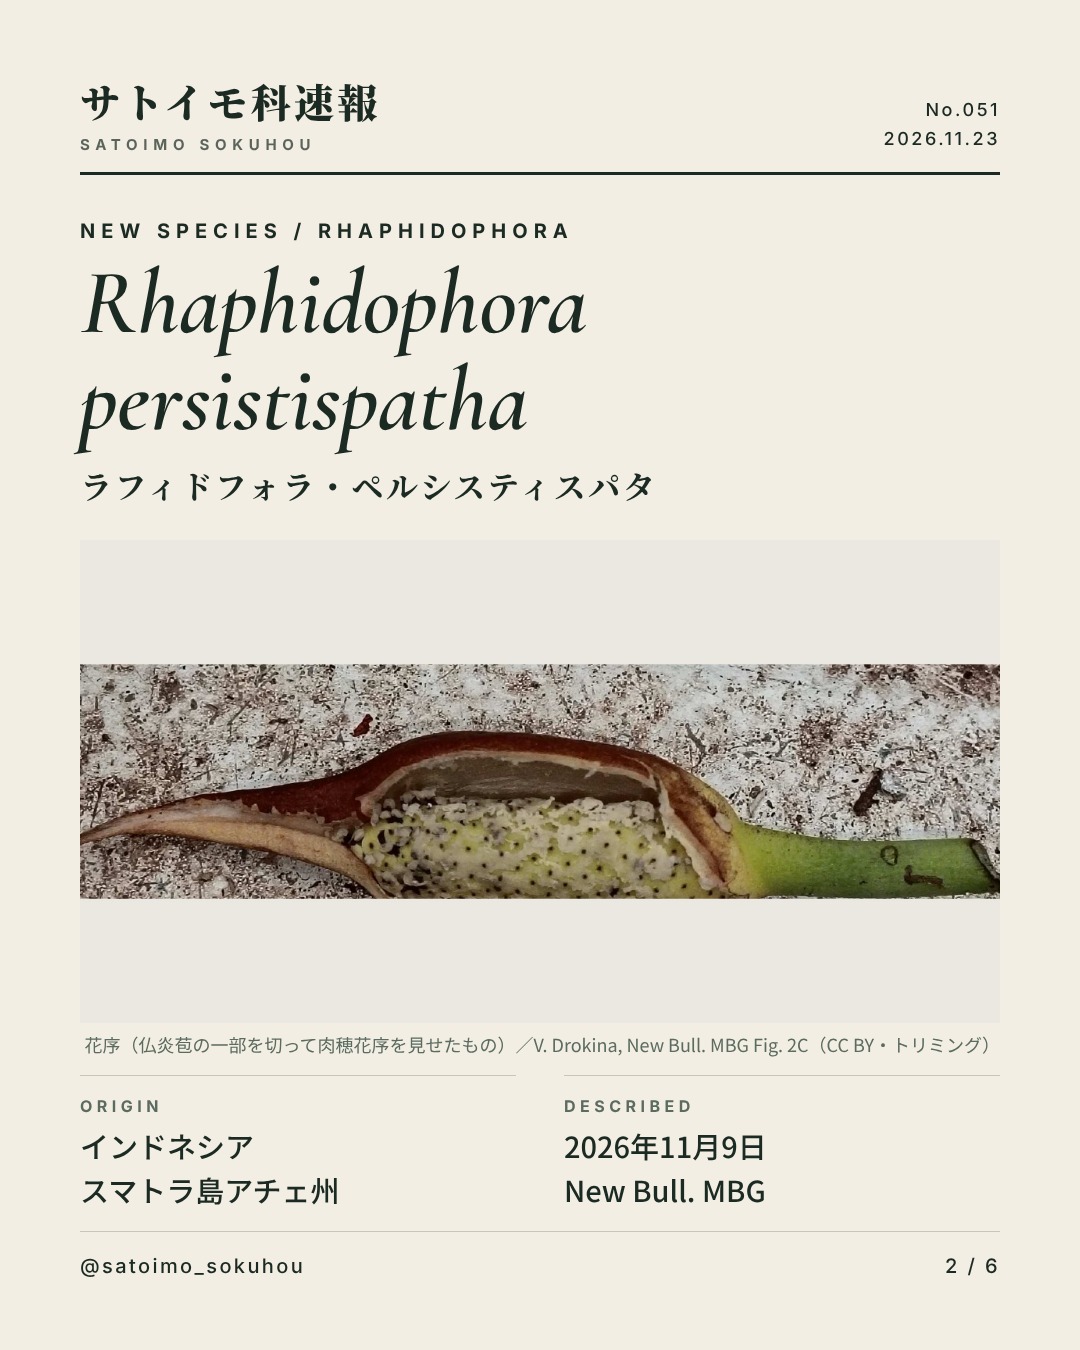 サトイモ科速報
SATOIMO SOKUHOU
No.051
2026.11.23
NEW SPECIES / RHAPHIDOPHORA
Rhaphidophora
persistispatha
ラフィドフォラ・ペルシスティスパタ
花序（仏炎苞の一部を切って肉穂花序を見せたもの）／V. Drokina, New Bull. MBG Fig. 2C（CC BY・トリミング）
ORIGIN
インドネシア
スマトラ島アチェ州
DESCRIBED
2026年11月9日
New Bull. MBG
@satoimo_sokuhou
2 / 6